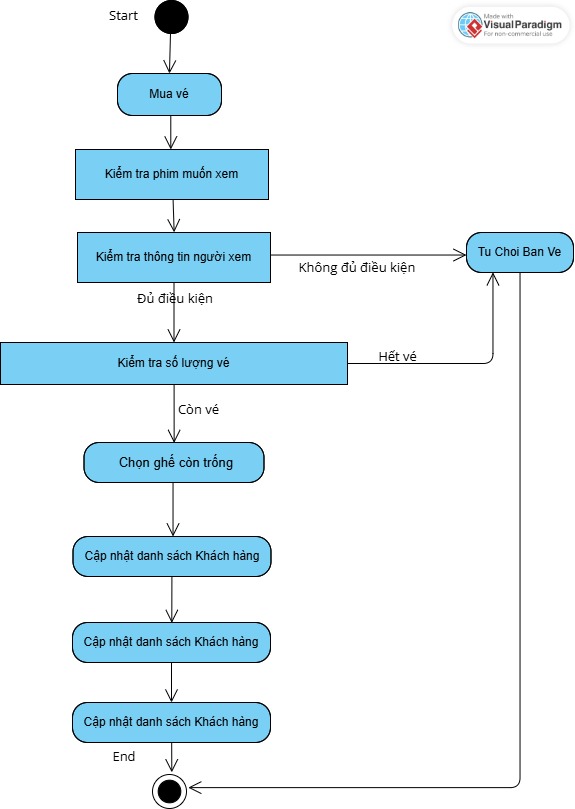 Start
Made with
Visual Paradigm
For non-commercial use
Mua vé
Kiểm tra phim muốn xem
Kiểm tra thông tin người xem
Không đủ điều kiện
Tu Choi Ban Ve
Đủ điều kiện
Kiểm tra số lượng vé
Hết vé
Còn vé
Chọn ghế còn trống
Cập nhật danh sách Khách hàng
Cập nhật danh sách Khách hàng
Cập nhật danh sách Khách hàng
End